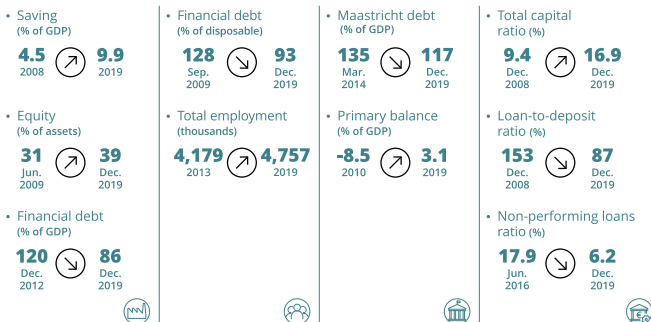 • Saving
(% of GDP)
4.5 9.9
2008 2019
• Equity
(% of assets)
31 39
Jun. Dec.
2009 2019
• Financial debt
(% of GDP)
120 86
Dec. Dec.
2012 2019
• Financial debt
(% of disposable)
128 93
Sep. Dec.
2009 2019
• Total employment
(thousands)
4,179 4,757
2013 2019
• Maastricht debt
(% of GDP)
135 117
Mar. Dec.
2014 2019
• Primary balance
(% of GDP)
-8.5 3.1
2010 2019
• Total capital
ratio (%)
9.4 16.9
Dec. Dec.
2008 2019
• Loan-to-deposit
ratio (%)
153 87
Dec. Dec.
2008 2019
• Non-performing loans
ratio (%)
17.9 6.2
Jun. Dec.
2016 2019